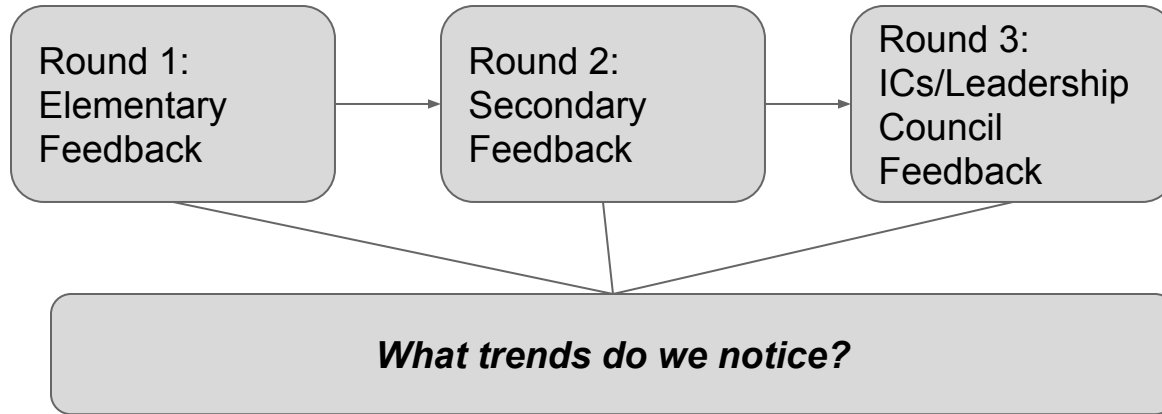 Round 1:
Elementary
Feedback
Round 2:
Secondary
Feedback
Round 3:
ICs/Leadership
Council
Feedback
What trends do we notice?